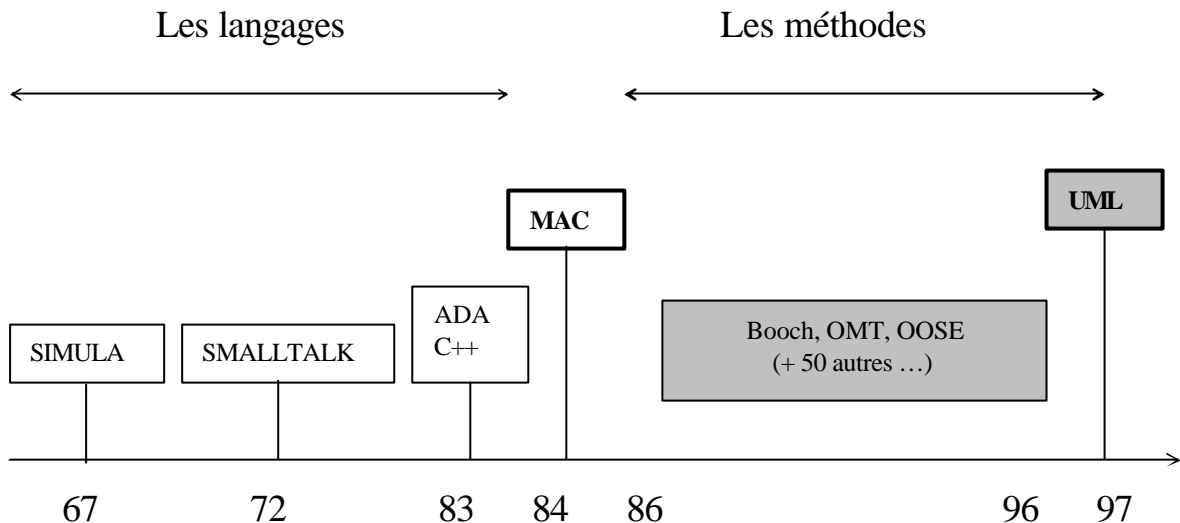 Les langages
Les méthodes
MAC
UML
SIMULA
SMALLTALK
ADA
C++
Booch, OMT, OOSE
(+ 50 autres …)
67 72 83 84 86 96 97